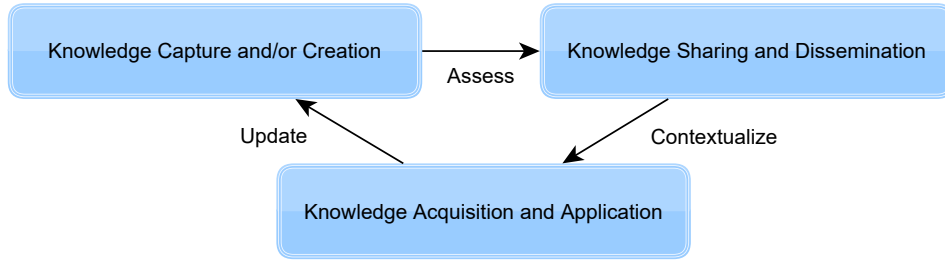 Knowledge Capture and/or Creation
Knowledge Sharing and Dissemination
Assess
Update
Contextualize
Knowledge Acquisition and Application